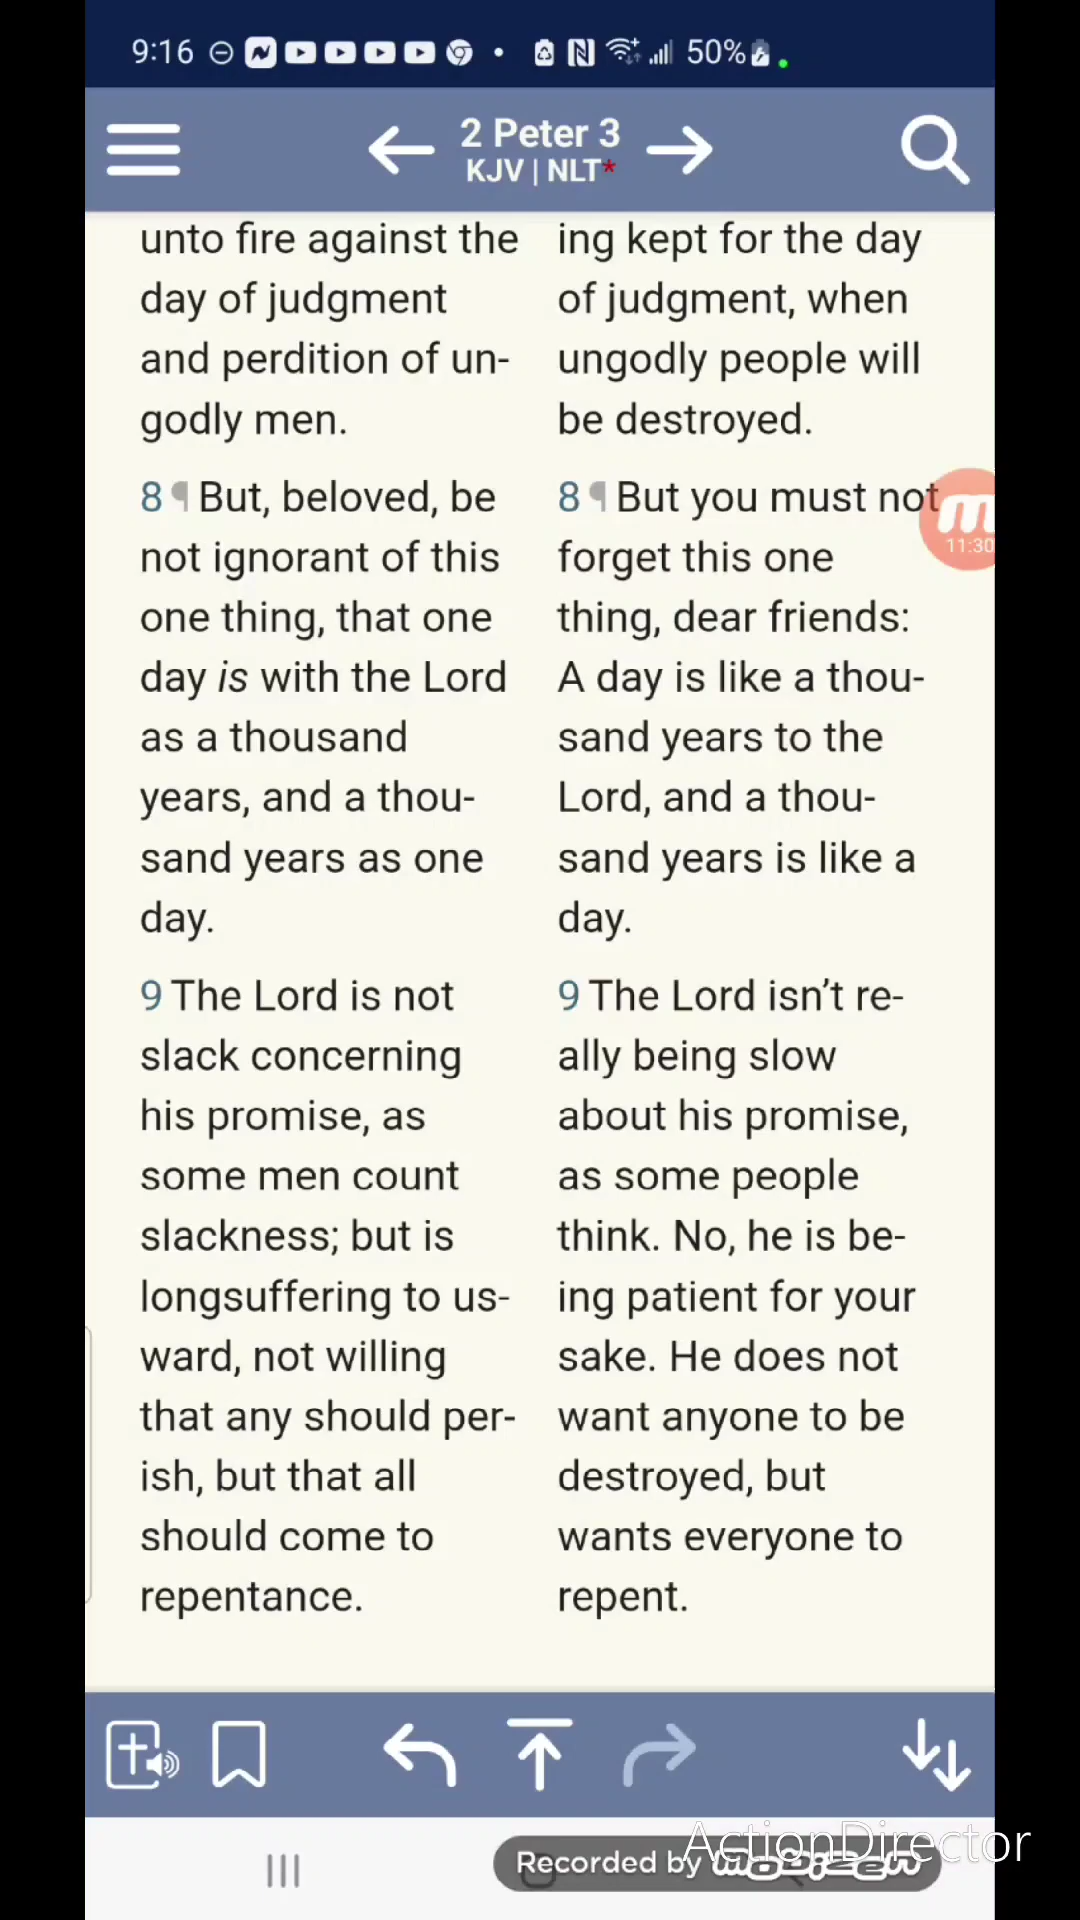 9:16
50%
2 Peter 3
KJV | NLT*
unto fire against the
day of judgment
and perdition of un-
godly men.
8 ¶ But, beloved, be
not ignorant of this
one thing, that one
day is with the Lord
as a thousand
years, and a thou-
sand years as one
day.
9 The Lord is not
slack concerning
his promise, as
some men count
slackness; but is
longsuffering to us-
ward, not willing
that any should per-
ish, but that all
should come to
repentance.
ing kept for the day
of judgment, when
ungodly people will
be destroyed.
8 ¶ But you must not
forget this one
thing, dear friends:
A day is like a thou-
sand years to the
Lord, and a thou-
sand years is like a
day.
9 The Lord isn’t re-
ally being slow
about his promise,
as some people
think. No, he is be-
ing patient for your
sake. He does not
want anyone to be
destroyed, but
wants everyone to
repent.
m
11:30
ActionDirector
Recorded by mobizen